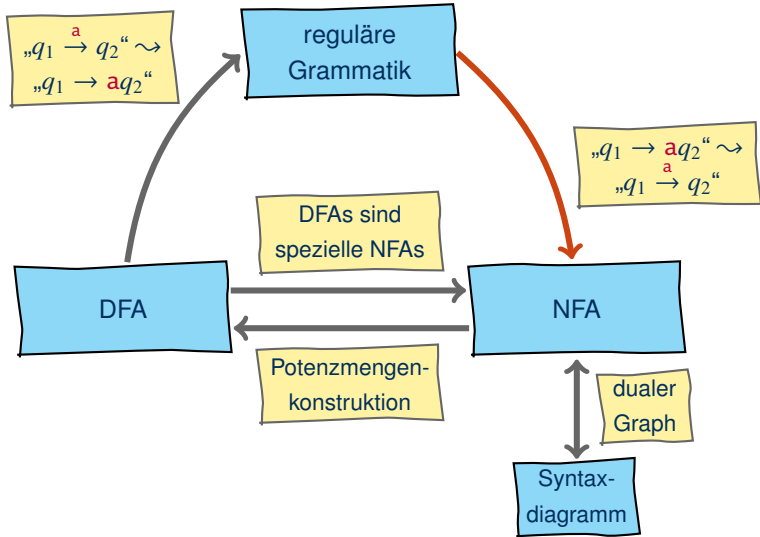 „q₁ →ᵃ q₂“ ⇝
„q₁ → aq₂“
reguläre
Grammatik
„q₁ → aq₂“ ⇝
„q₁ →ᵃ q₂“
DFAs sind
spezielle NFAs
DFA
NFA
Potenzmengen-
konstruktion
dualer
Graph
Syntax-
diagramm